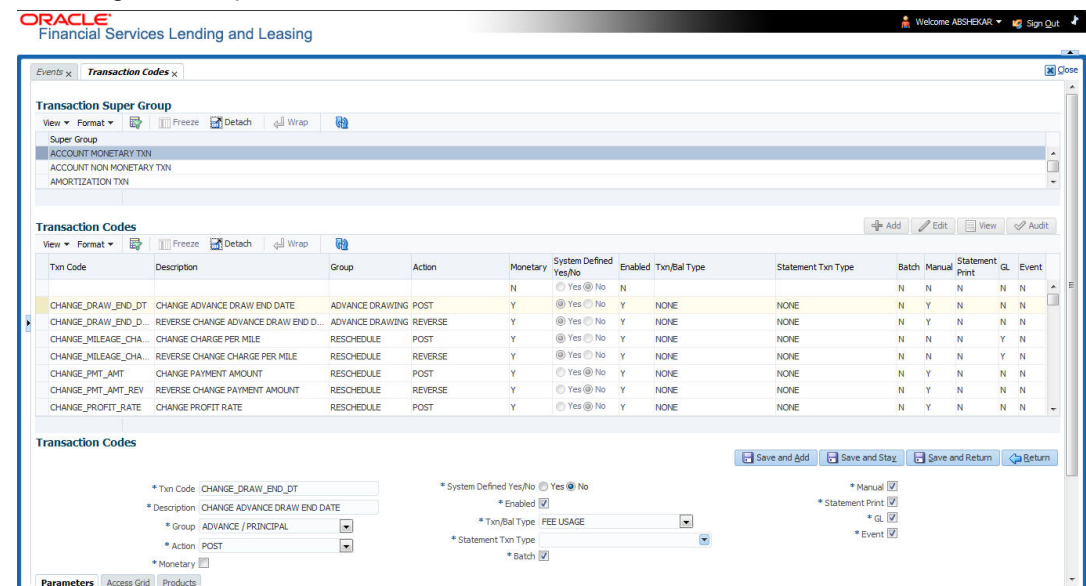 ORACLE
Financial Services Lending and Leasing
Welcome ABSHEKAR Sign Out
Events x Transaction Codes x Close
Transaction Super Group
View Format Freeze Detach Wrap
Super Group
ACCOUNT MONETARY TXN
ACCOUNT NON MONETARY TXN
AMORTIZATION TXN
Transaction Codes Add Edit View Audit
View Format Freeze Detach Wrap
Txn Code Description Group Action Monetary System Defined Yes/No Enabled Txn/Bal Type Statement Txn Type Batch Manual Statement Print GL Event
N Yes No N N N N N N
CHANGE_DRAW_END_DT CHANGE ADVANCE DRAW END DATE ADVANCE DRAWING POST Y Yes No Y NONE NONE N Y N N N
CHANGE_DRAW_END_D... REVERSE CHANGE ADVANCE DRAW END D... ADVANCE DRAWING REVERSE Y Yes No Y NONE NONE N Y N N N
CHANGE_MILEAGE_CHA... CHANGE CHARGE PER MILE RESCHEDULE POST Y Yes No Y NONE NONE N N N Y N
CHANGE_MILEAGE_CHA... REVERSE CHANGE CHARGE PER MILE RESCHEDULE REVERSE Y Yes No Y NONE NONE N N N Y N
CHANGE_PMT_AMT CHANGE PAYMENT AMOUNT RESCHEDULE POST Y Yes No Y NONE NONE N Y N N N
CHANGE_PMT_AMT_REV REVERSE CHANGE PAYMENT AMOUNT RESCHEDULE REVERSE Y Yes No Y NONE NONE N Y N N N
CHANGE_PROFIT_RATE CHANGE PROFIT RATE RESCHEDULE POST Y Yes No Y NONE NONE N Y N N N
Transaction Codes
Save and Add Save and Stay Save and Return Return
* Txn Code CHANGE_DRAW_END_DT * System Defined Yes/No Yes No * Manual
* Description CHANGE ADVANCE DRAW END DATE * Enabled * Statement Print
* Group ADVANCE / PRINCIPAL * Txn/Bal Type FEE USAGE * GL
* Action POST * Statement Txn Type * Event
* Monetary * Batch
Parameters Access Grid Products